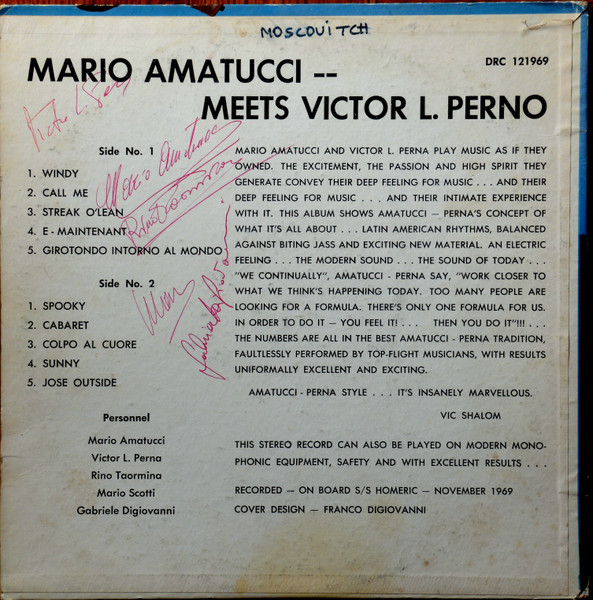 MOSCOVITCH
DRC 121969
MARIO AMATUCCI --
MEETS VICTOR L. PERNO
Side No. 1
1. WINDY
2. CALL ME
3. STREAK O'LEAN
4. E - MAINTENANT
5. GIROTONDO INTORNO AL MONDO
Side No. 2
1. SPOOKY
2. CABARET
3. COLPO AL CUORE
4. SUNNY
5. JOSE OUTSIDE
Personnel
Mario Amatucci
Victor L. Perna
Rino Taormina
Mario Scotti
Gabriele Digiovanni
MARIO AMATUCCI AND VICTOR L. PERNA PLAY MUSIC AS IF THEY
OWNED. THE EXCITEMENT, THE PASSION AND HIGH SPIRIT THEY
GENERATE CONVEY THEIR DEEP FEELING FOR MUSIC . . . AND THEIR
DEEP FEELING FOR MUSIC . . . AND THEIR INTIMATE EXPERIENCE
WITH IT. THIS ALBUM SHOWS AMATUCCI – PERNA'S CONCEPT OF
WHAT IT'S ALL ABOUT . . . LATIN AMERICAN RHYTHMS, BALANCED
AGAINST BITING JASS AND EXCITING NEW MATERIAL. AN ELECTRIC
FEELING . . . THE MODERN SOUND . . . THE SOUND OF TODAY . . .
"WE CONTINUALLY", AMATUCCI - PERNA SAY, "WORK CLOSER TO
WHAT WE THINK'S HAPPENING TODAY. TOO MANY PEOPLE ARE
LOOKING FOR A FORMULA. THERE'S ONLY ONE FORMULA FOR US.
IN ORDER TO DO IT – YOU FEEL IT! . . . THEN YOU DO IT"!!! . . .
THE NUMBERS ARE ALL IN THE BEST AMATUCCI - PERNA TRADITION,
FAULTLESSLY PERFORMED BY TOP-FLIGHT MUSICIANS, WITH RESULTS
UNIFORMALLY EXCELLENT AND EXCITING.
AMATUCCI - PERNA STYLE . . . IT'S INSANELY MARVELLOUS.
VIC SHALOM
THIS STEREO RECORD CAN ALSO BE PLAYED ON MODERN MONO-
PHONIC EQUIPMENT, SAFETY AND WITH EXCELLENT RESULTS . . .
RECORDED – ON BOARD S/S HOMERIC – NOVEMBER 1969
COVER DESIGN – FRANCO DIGIOVANNI